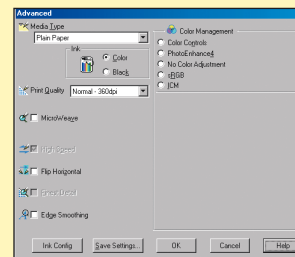 Advanced
Media Type
Plain Paper
Ink
Color
Black
Print Quality
Normal - 360dpi
MicroWeave
High Speed
Flip Horizontal
Finest Detail
Edge Smoothing
Color Management
Color Controls
PhotoEnhance4
No Color Adjustment
sRGB
ICM
Ink Config
Save Settings...
OK
Cancel
Help